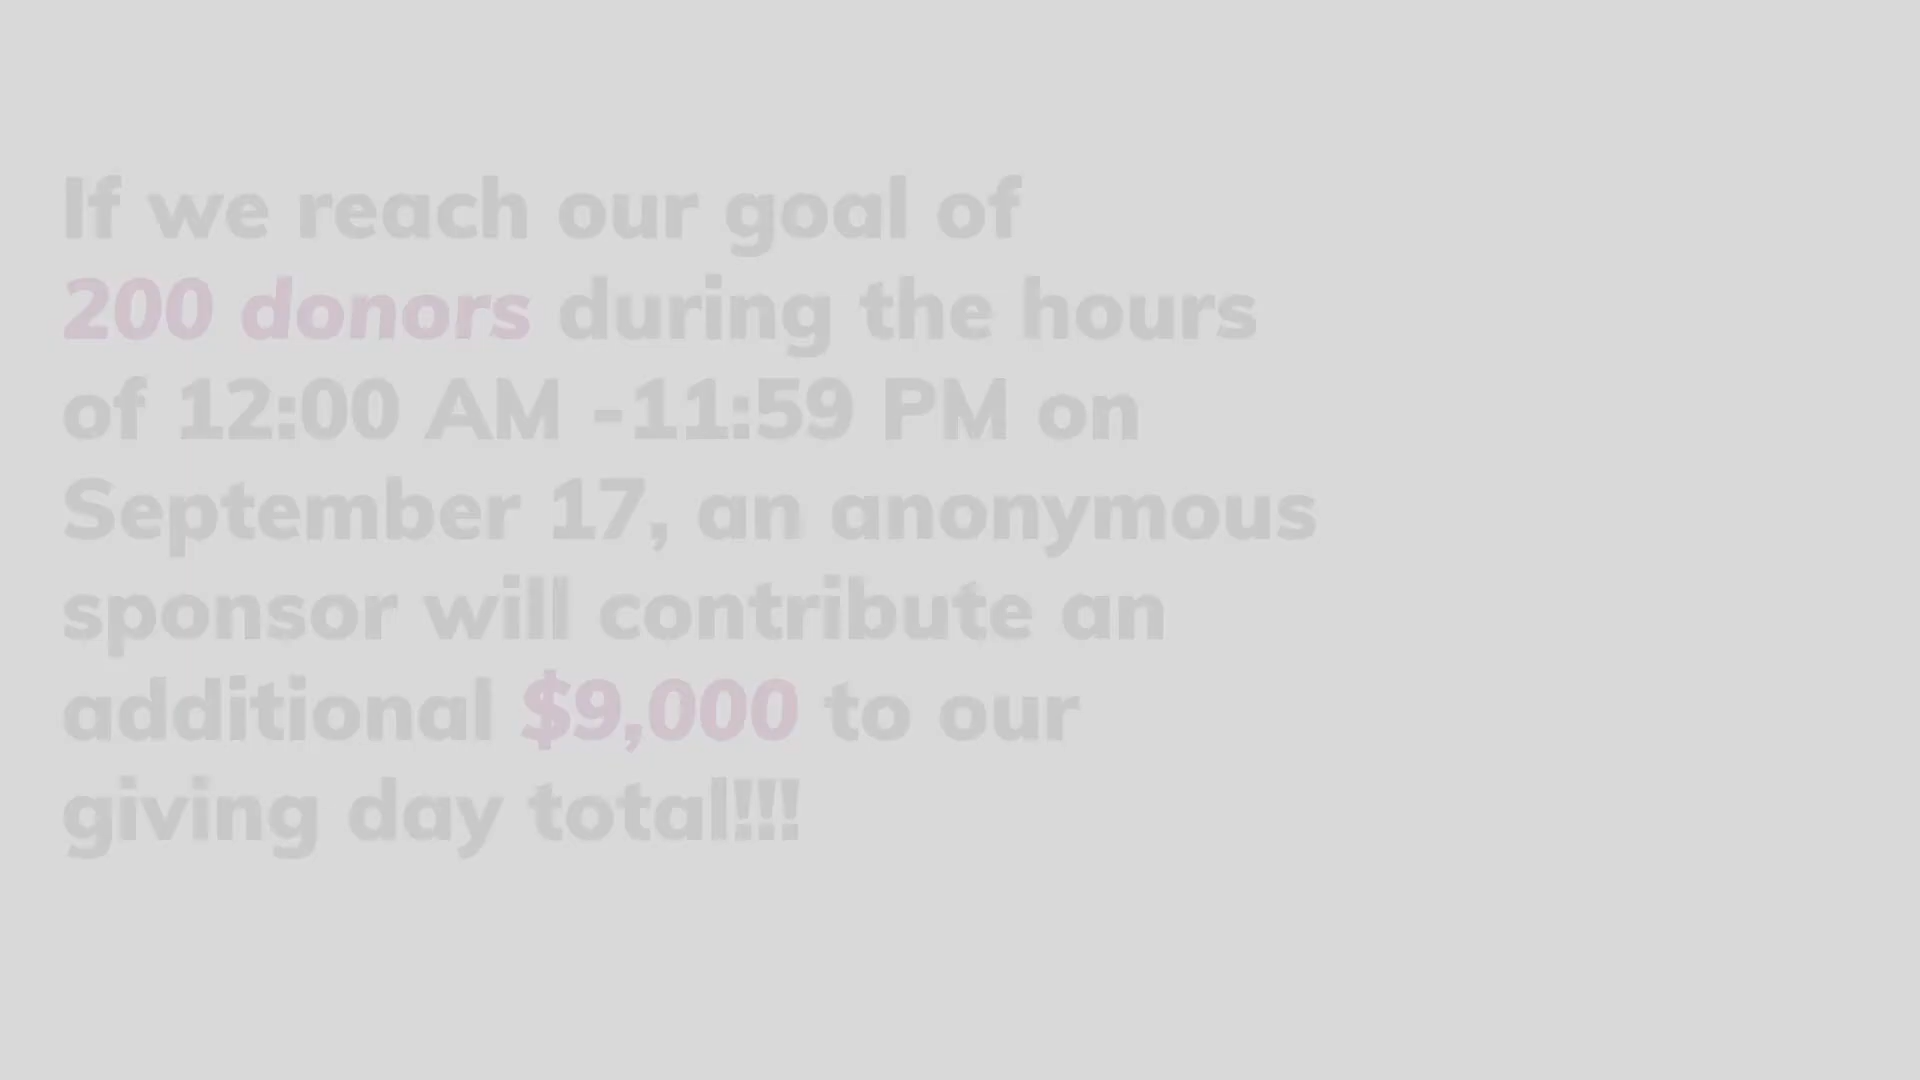 If we reach our goal of
200 donors during the hours
of 12:00 AM -11:59 PM on
September 17, an anonymous
sponsor will contribute an
additional $9,000 to our
giving day total!!!